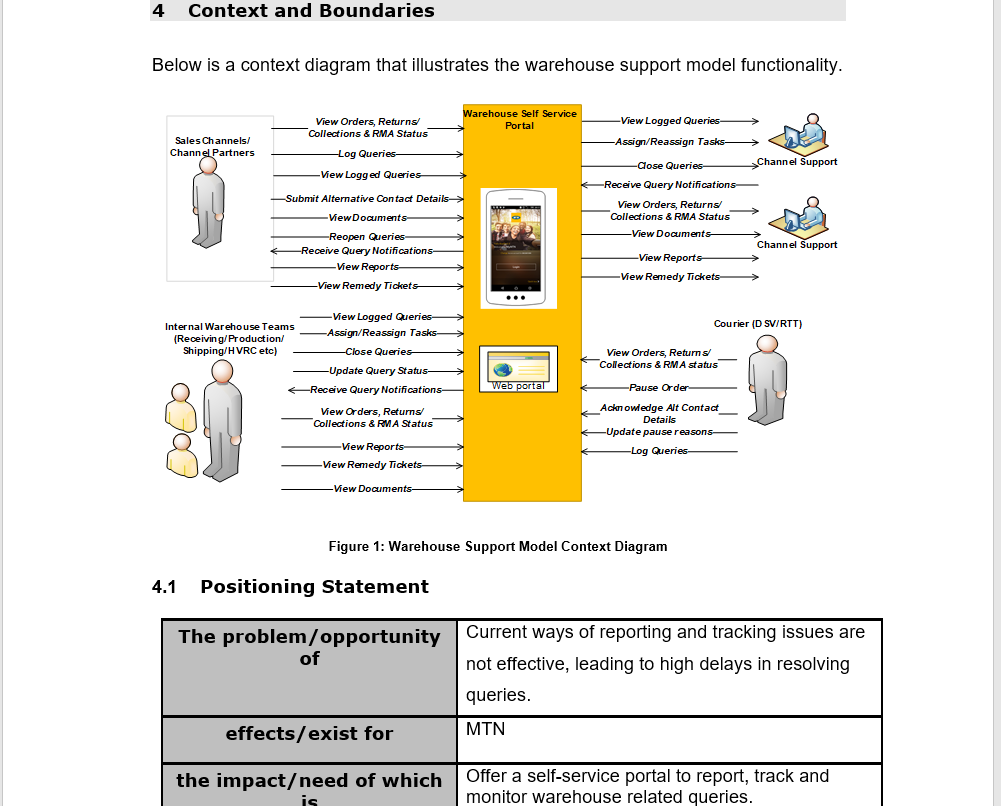 4 Context and Boundaries
Below is a context diagram that illustrates the warehouse support model functionality.
Sales Channels/
Channel Partners
View Orders, Returns/
Collections & RMA Status
Log Queries
View Logged Queries
Submit Alternative Contact Details
View Documents
Reopen Queries
Receive Query Notifications
View Reports
View Remedy Tickets
Internal Warehouse Teams
(Receiving/Production/
Shipping/HVRC etc)
View Logged Queries
Assign/Reassign Tasks
Close Queries
Update Query Status
Receive Query Notifications
View Orders, Returns/
Collections & RMA Status
View Reports
View Remedy Tickets
View Documents
Warehouse Self Service
Portal
Web portal
View Logged Queries
Assign/Reassign Tasks
Close Queries
Receive Query Notifications
Channel Support
View Orders, Returns/
Collections & RMA Status
View Documents
View Reports
View Remedy Tickets
Channel Support
Courier (DSV/RTT)
View Orders, Returns/
Collections & RMA status
Pause Order
Acknowledge Alt Contact
Details
Update pause reasons
Log Queries
Figure 1: Warehouse Support Model Context Diagram
4.1 Positioning Statement
The problem/opportunity
of
Current ways of reporting and tracking issues are
not effective, leading to high delays in resolving
queries.
effects/exist for
MTN
the impact/need of which
is
Offer a self-service portal to report, track and
monitor warehouse related queries.